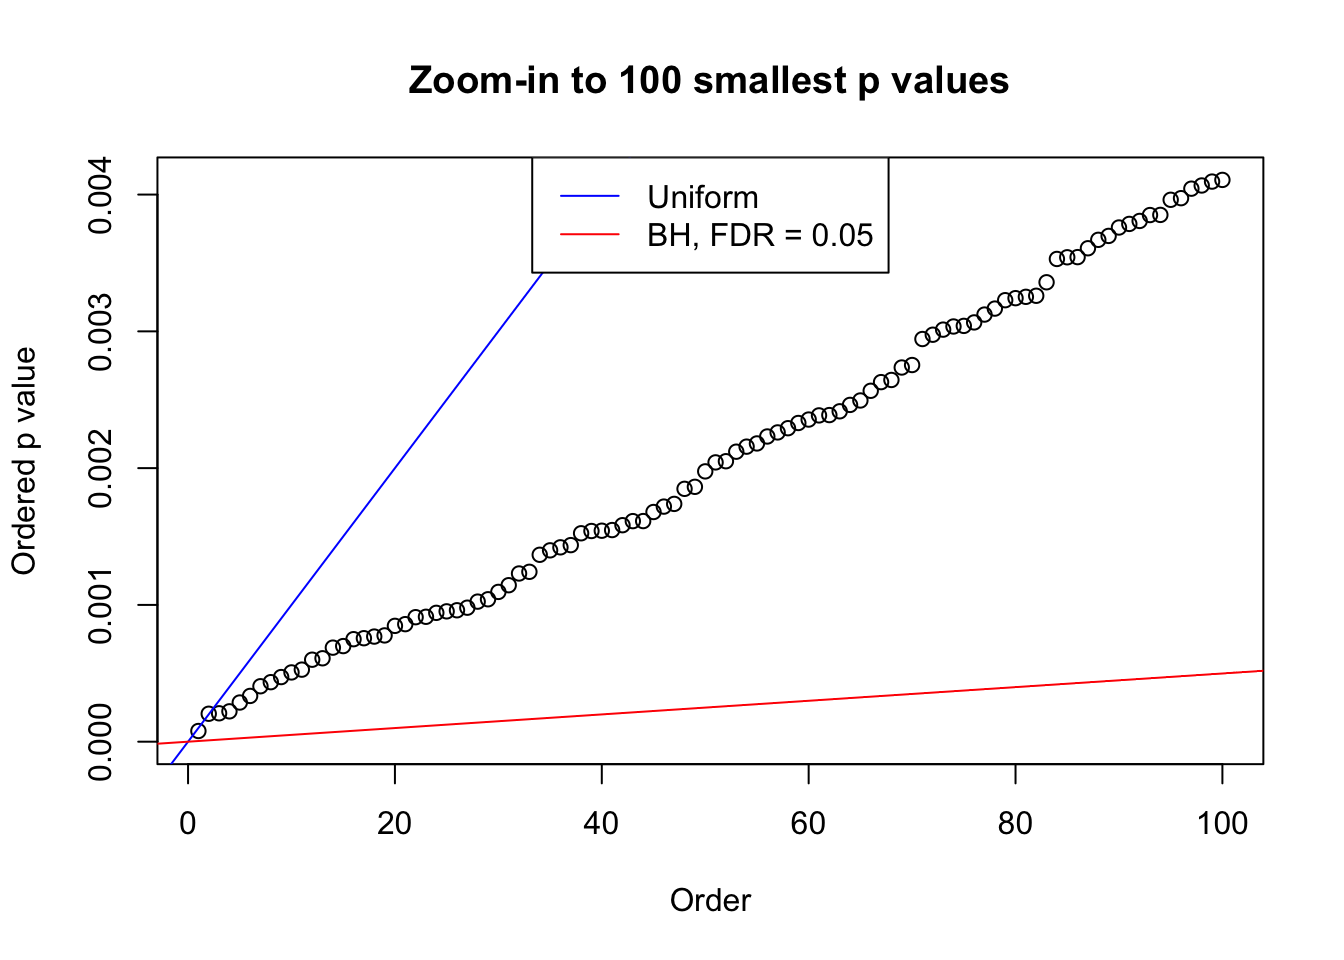 Zoom-in to 100 smallest p values
Uniform
BH, FDR = 0.05
Ordered p value
0.004
0.003
0.002
0.001
0.000
0 20 40 60 80 100
Order